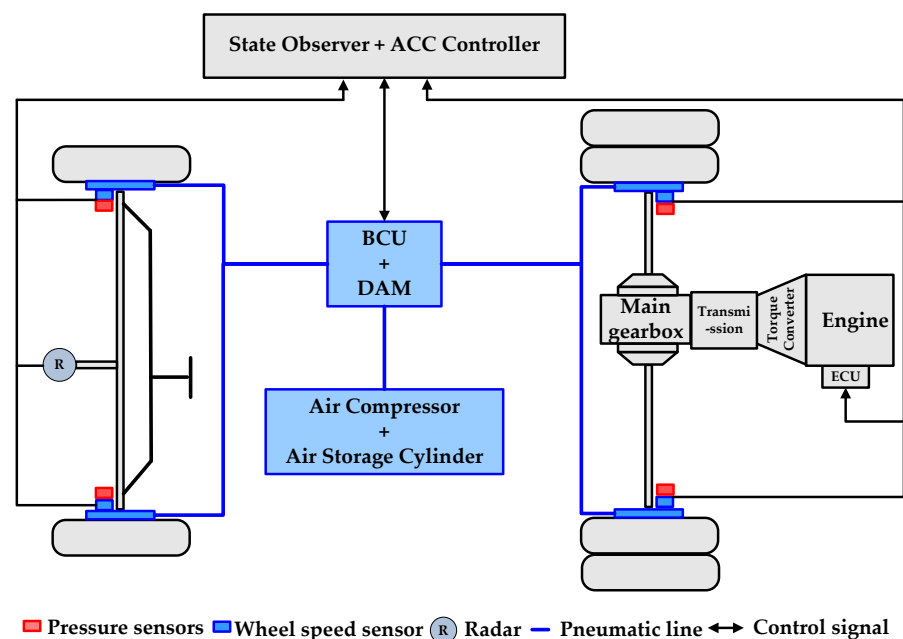 State Observer + ACC Controller
BCU
+
DAM
Main
gearbox
Transmi
-ssion
Torque
Converter
Engine
ECU
R
Air Compressor
+
Air Storage Cylinder
Pressure sensors Wheel speed sensor R Radar Pneumatic line Control signal